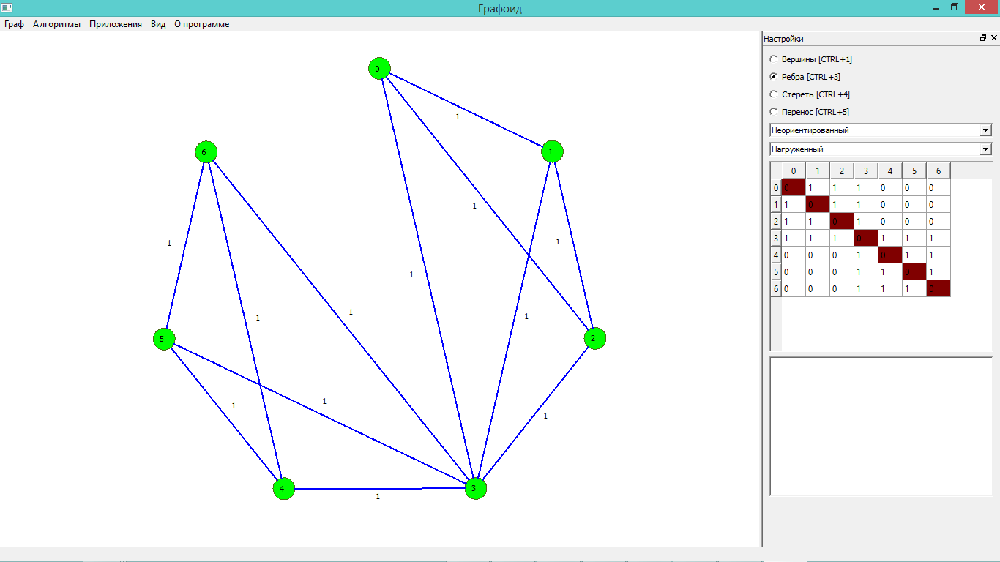 Графоид
Граф Алгоритмы Приложения Вид О программе
Настройки
Вершины [CTRL+1]
Ребра [CTRL+3]
Стереть [CTRL+4]
Перенос [CTRL+5]
Неориентированный
Нагруженный
0 1 2 3 4 5 6
0 0 1 1 1 0 0 0
1 1 0 1 1 0 0 0
2 1 1 0 1 0 0 0
3 1 1 1 0 1 1 1
4 0 0 0 1 0 1 1
5 0 0 0 1 1 0 1
6 0 0 0 1 1 1 0
0
1
6
1
1
1
1
1
1
1
1
1
5
2
1
1
1
4
3
1